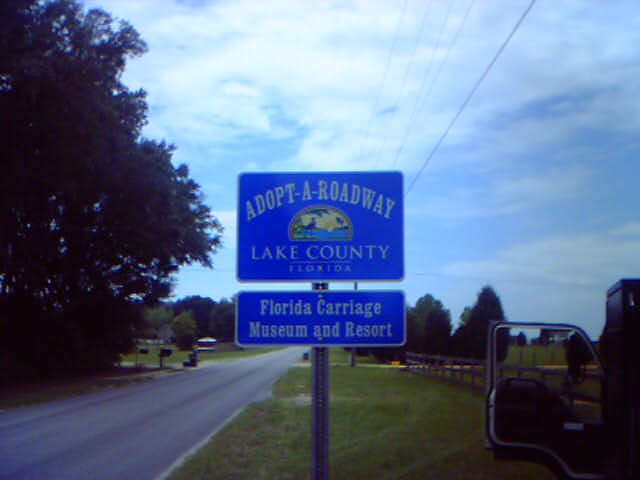 ADOPT-A-ROADWAY
LAKE COUNTY
FLORIDA
Florida Carriage
Museum and Resort